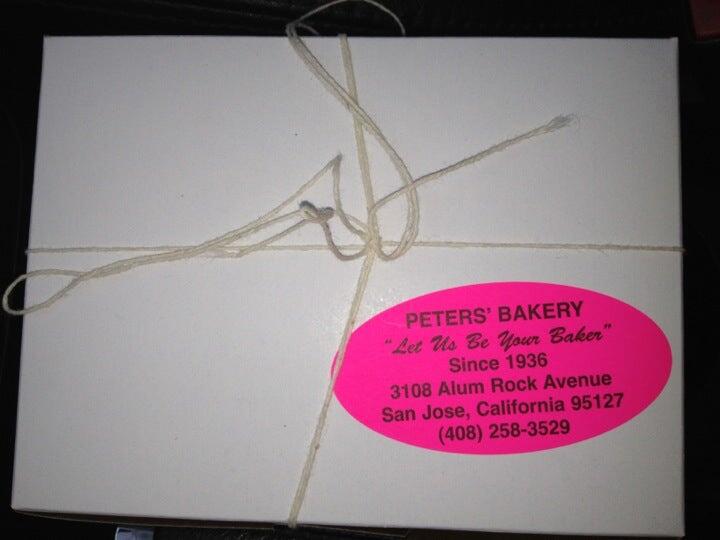 PETERS' BAKERY
"Let Us Be Your Baker"
Since 1936
3108 Alum Rock Avenue
San Jose, California 95127
(408) 258-3529